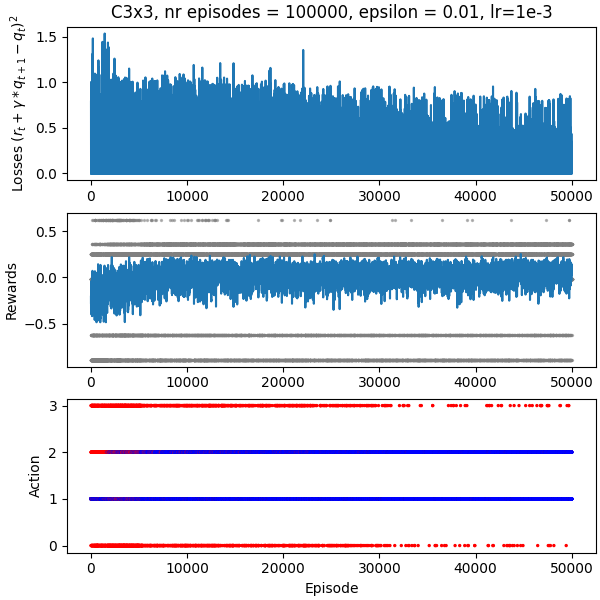 C3x3, nr episodes = 100000, epsilon = 0.01, lr=1e-3
Losses $(r_t + \gamma * q_{t+1} - q_t)^2$
1.5
1.0
0.5
0.0
0 10000 20000 30000 40000 50000
Rewards
0.5
0.0
−0.5
0 10000 20000 30000 40000 50000
Action
3
2
1
0
0 10000 20000 30000 40000 50000
Episode